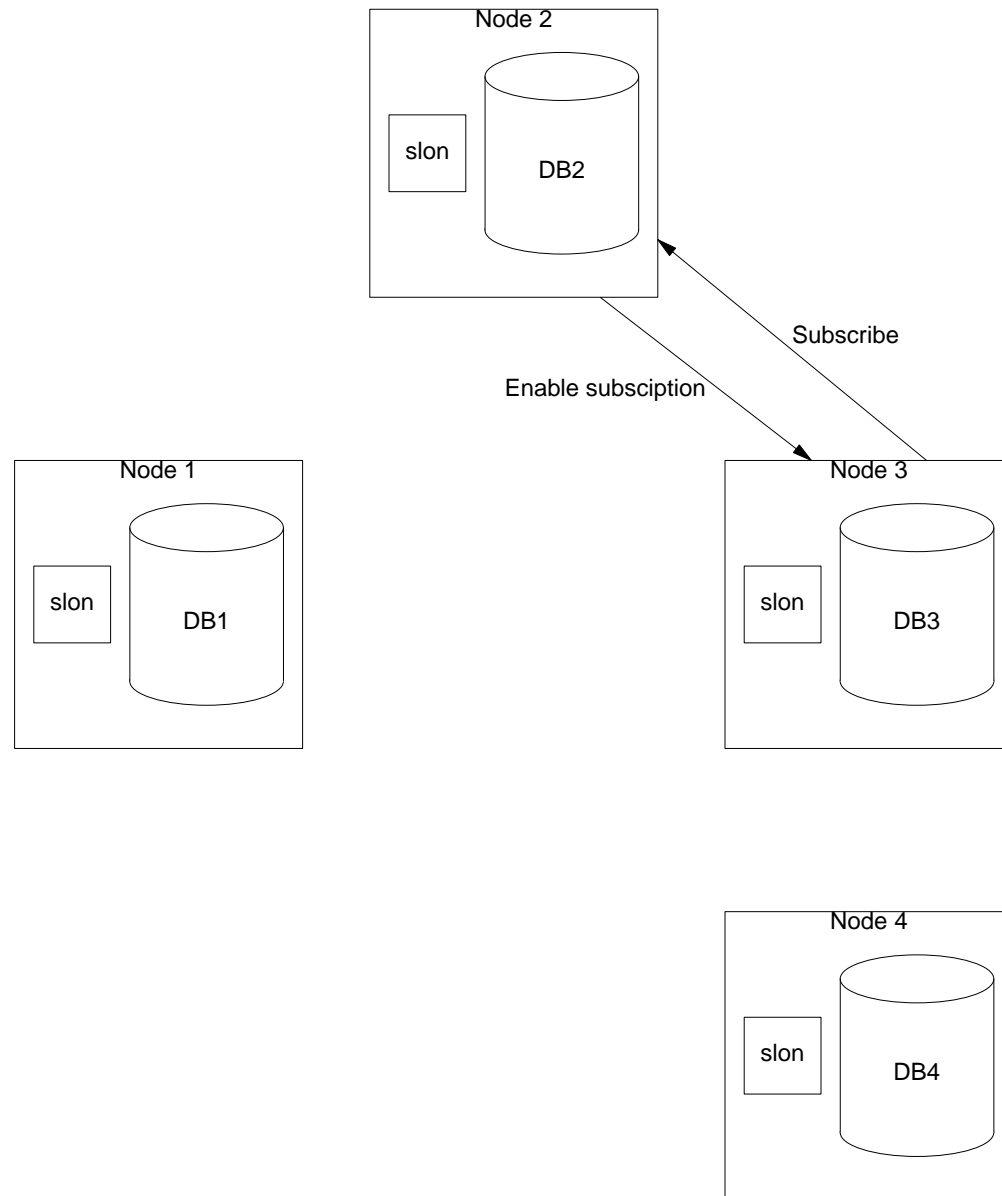 Node 2
slon
DB2
Subscribe
Enable subsciption
Node 1
slon
DB1
Node 3
slon
DB3
Node 4
slon
DB4